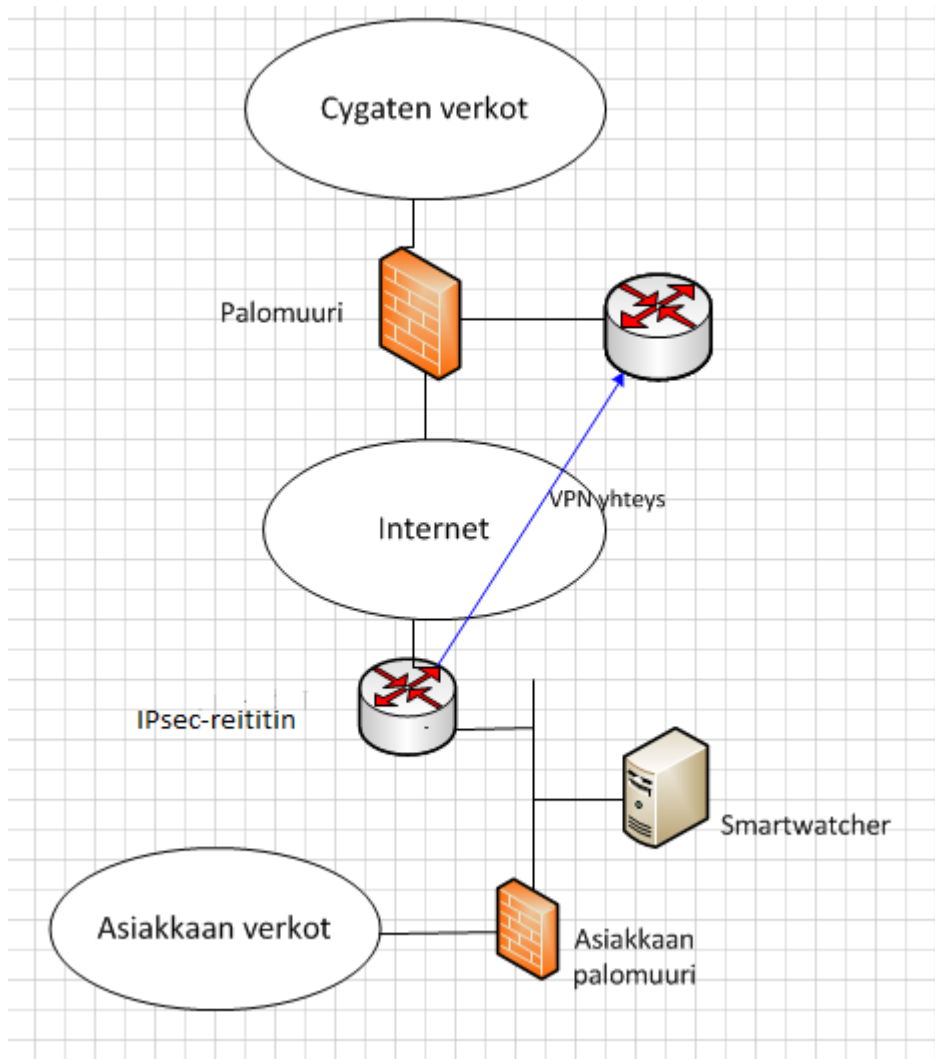 Cygaten verkot
Palomuuri
VPN yhteys
Internet
IPsec-reititin
Smartwatcher
Asiakkaan verkot
Asiakkaan
palomuuri